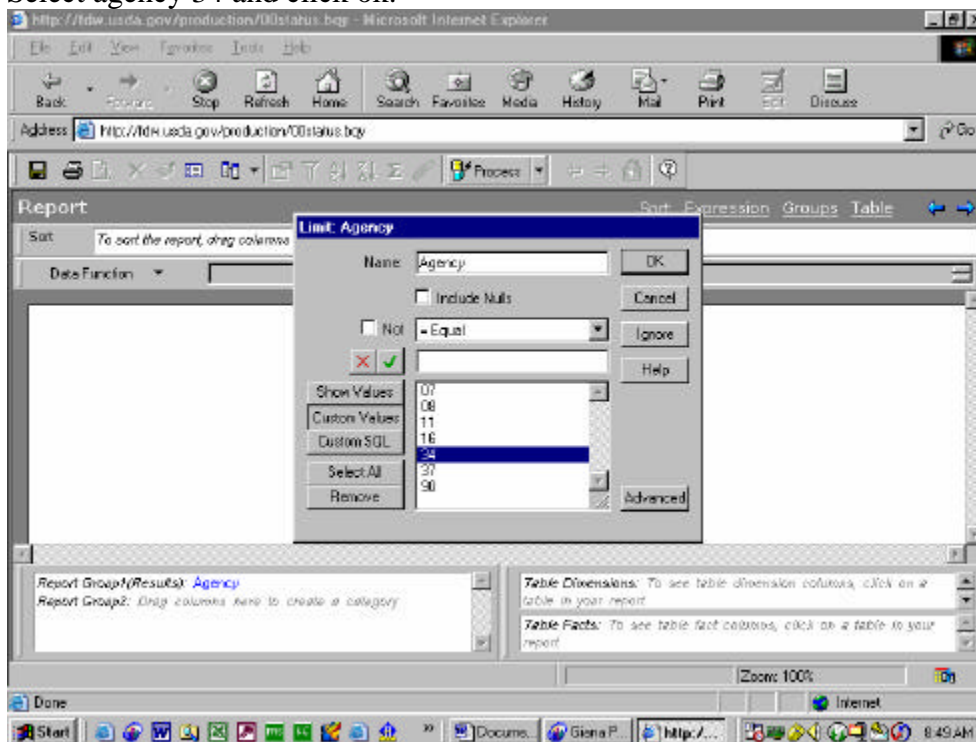 Select agency 34 and click ok.
http://fdw.usda.gov/production/00status.bqy - Microsoft Internet Explorer
File Edit View Favorites Tools Help
Back Forward Stop Refresh Home Search Favorites Media History Mail Print Edit Discuss
Address http://fdw.usda.gov/production/00status.bqy Go
Process
Report Sort Expression Groups Table
Sort To sort the report, drag columns
Data Function
Limit: Agency
Name: Agency OK
Include Nulls Cancel
Not = Equal Ignore
Help
Show Values 07
08
Custom Values 11
Custom SQL 16
34
Select All 37
Remove 90 Advanced
Report Group1(Results): Agency
Report Group2: Drag columns here to create a category
Table Dimensions: To see table dimension columns, click on a
table in your report
Table Facts: To see table fact columns, click on a table in your
report
Zoom: 100%
Done Internet
Start » Docume... Giena P... http:/... 8:49 AM